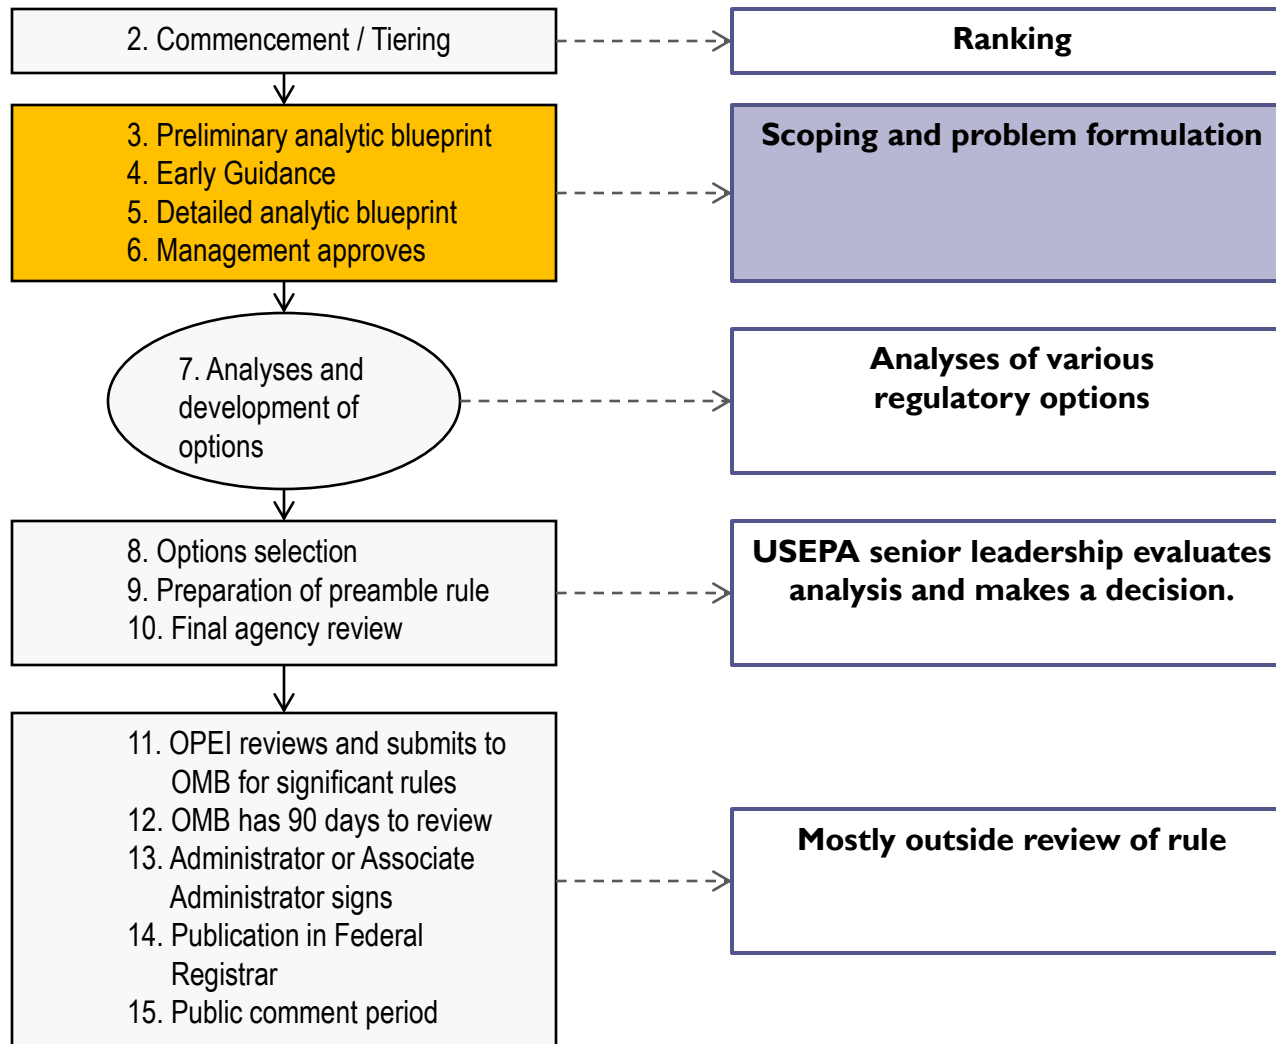 2. Commencement / Tiering
Ranking
3. Preliminary analytic blueprint
4. Early Guidance
5. Detailed analytic blueprint
6. Management approves
Scoping and problem formulation
7. Analyses and
development of
options
Analyses of various
regulatory options
8. Options selection
9. Preparation of preamble rule
10. Final agency review
USEPA senior leadership evaluates
analysis and makes a decision.
11. OPEI reviews and submits to
OMB for significant rules
12. OMB has 90 days to review
13. Administrator or Associate
Administrator signs
14. Publication in Federal
Registrar
15. Public comment period
Mostly outside review of rule